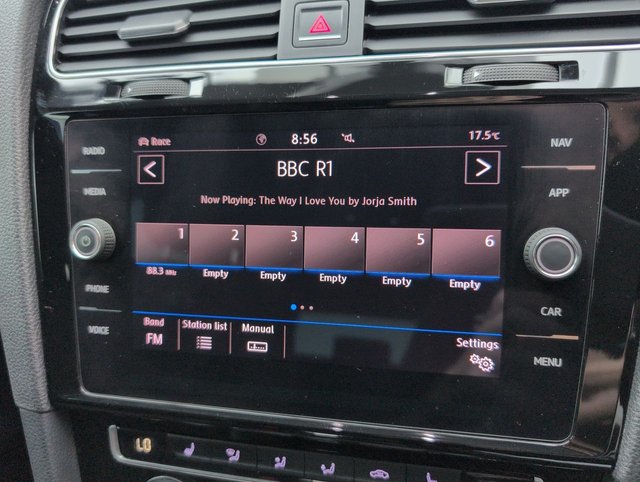 RADIO
MEDIA
PHONE
VOICE
Race 8:56 17.5°C
< BBC R1 >
Now Playing: The Way I Love You by Jorja Smith
1 2 3 4 5 6
88.3 MHz Empty Empty Empty Empty Empty
Band Station list Manual Settings
FM
NAV
APP
CAR
MENU
LO